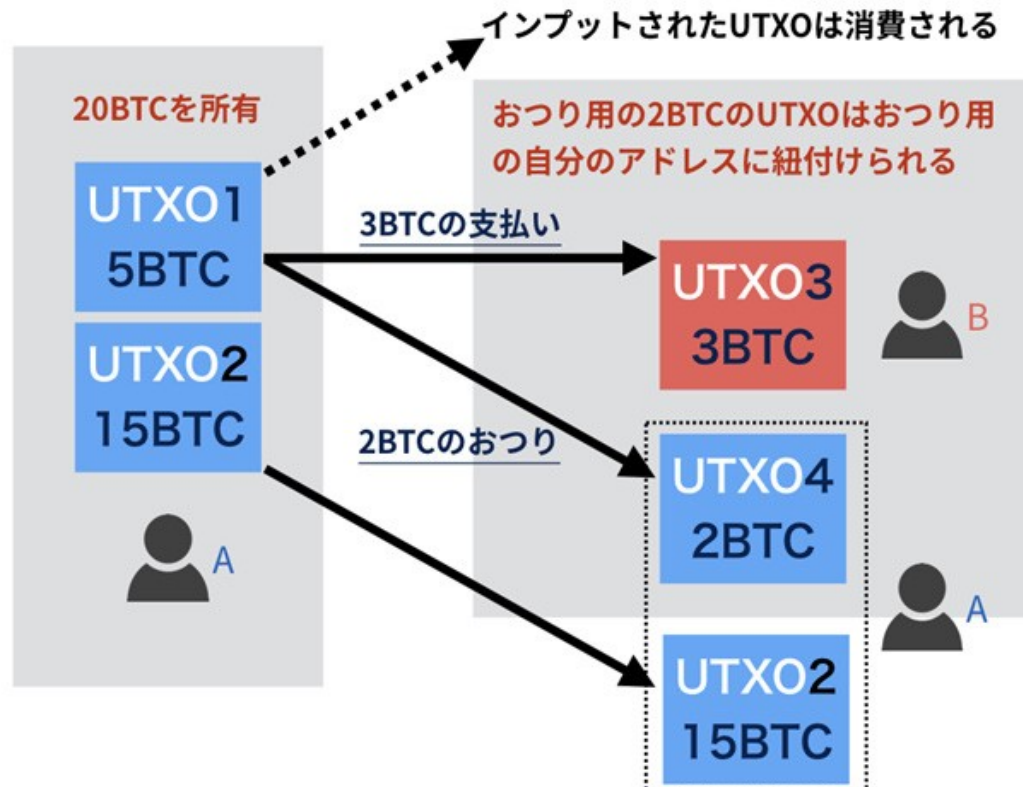 インプットされたUTXOは消費される
20BTCを所有
おつり用の2BTCのUTXOはおつり用
の自分のアドレスに紐付けられる
UTXO1
5BTC
3BTCの支払い
UTXO3
3BTC
B
UTXO2
15BTC
2BTCのおつり
UTXO4
2BTC
A
A
UTXO2
15BTC